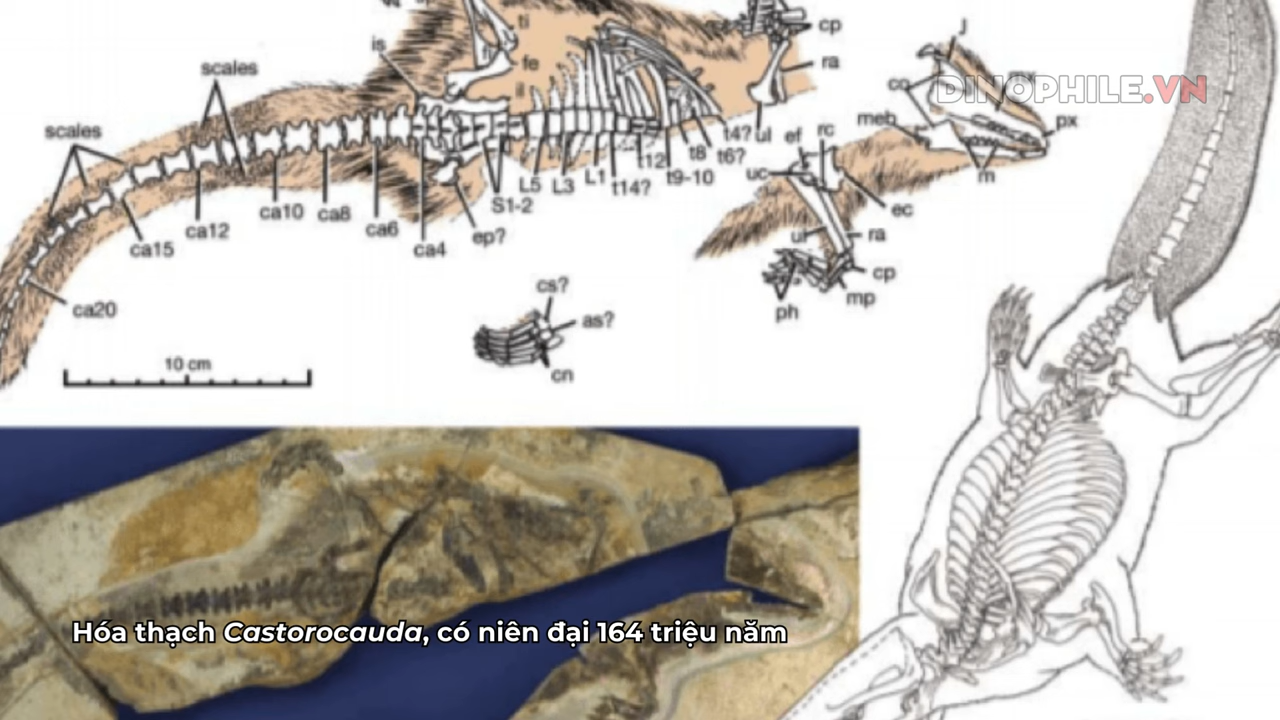 ti
cp
is
J
fe
ra
scales
co
DINOPHILE.VN
il
px
meb
scales
t4?
ul
ef
rc
t8
t6?
t12
m
L5
L3
L1
t14?
t9-10
uc
S1-2
ec
ca10
ca8
ca6
ca12
ul
ra
ep?
ca15
ca4
cp
cs?
mp
ca20
ph
as?
10 cm
cn
Hóa thạch Castorocauda, có niên đại 164 triệu năm